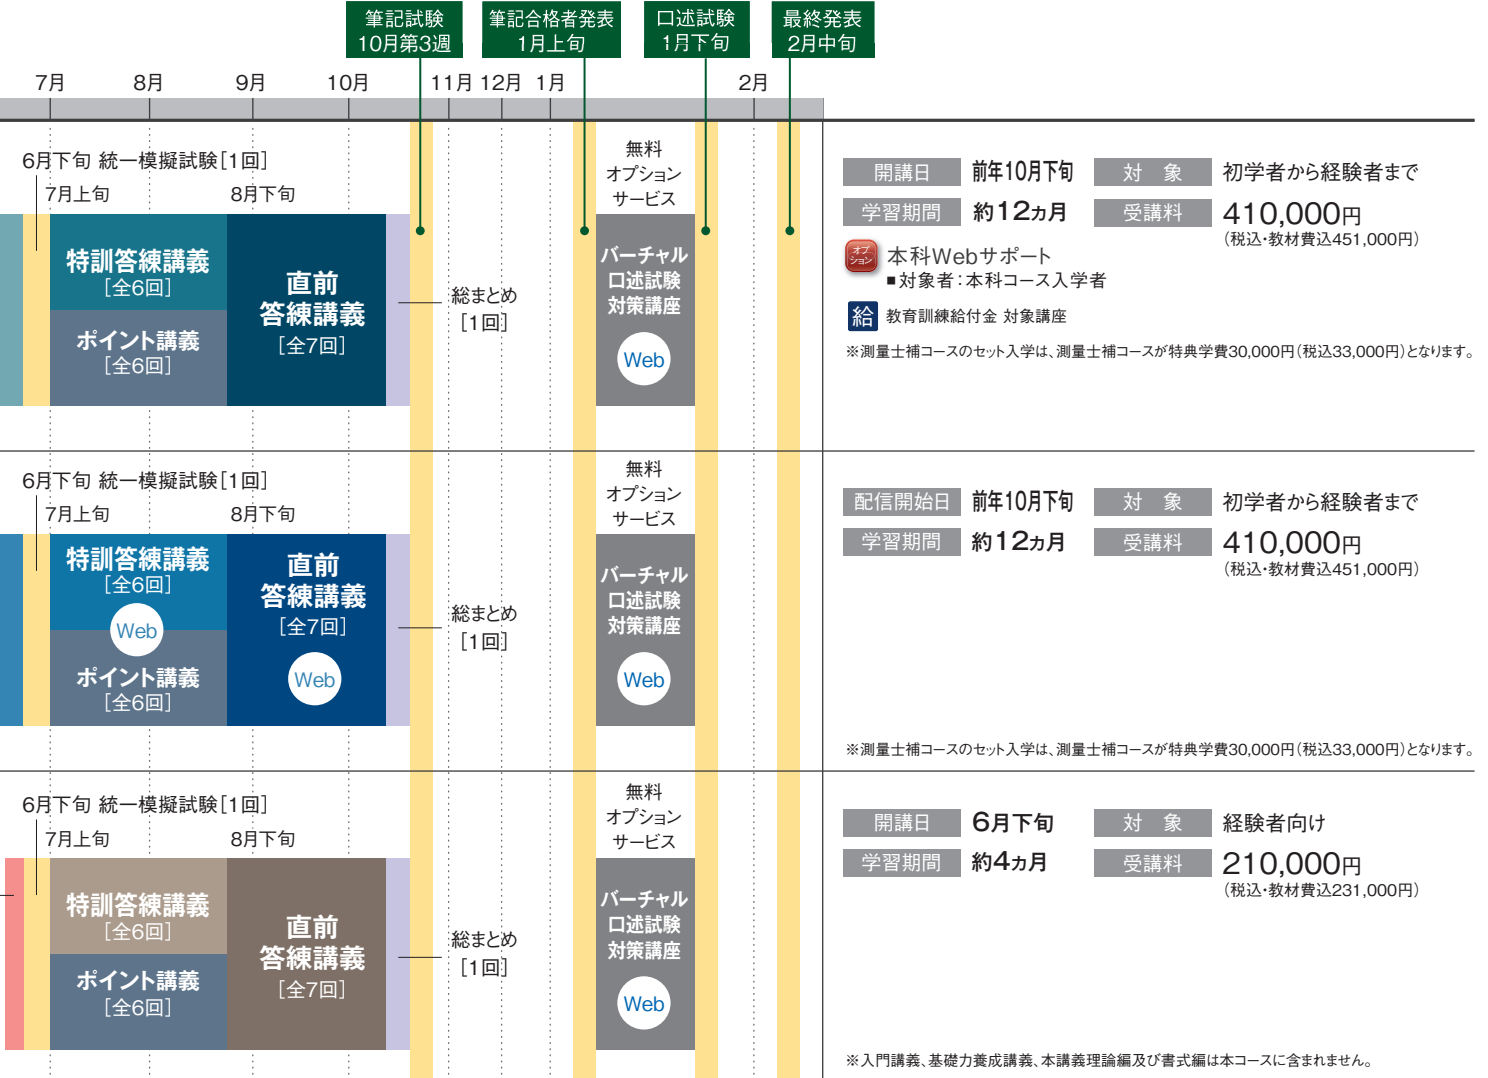 筆記試験
10月第3週
筆記合格者発表
1月上旬
口述試験
1月下旬
最終発表
2月中旬
7月
8月
9月
10月
11月
12月
1月
2月
6月下旬 統一模擬試験[1回]
7月上旬
8月下旬
特訓答練講義
[全6回]
ポイント講義
[全6回]
直前
答練講義
[全7回]
総まとめ
[1回]
無料
オプション
サービス
バーチャル
口述試験
対策講座
Web
開講日 前年10月下旬 対 象 初学者から経験者まで
学習期間 約12ヵ月 受講料 410,000円
(税込・教材費込451,000円)
オプション 本科Webサポート
■対象者:本科コース入学者
給 教育訓練給付金 対象講座
※測量士補コースのセット入学は、測量士補コースが特典学費30,000円(税込33,000円)となります。
6月下旬 統一模擬試験[1回]
7月上旬
8月下旬
特訓答練講義
[全6回]
Web
ポイント講義
[全6回]
直前
答練講義
[全7回]
Web
総まとめ
[1回]
無料
オプション
サービス
バーチャル
口述試験
対策講座
Web
配信開始日 前年10月下旬 対 象 初学者から経験者まで
学習期間 約12ヵ月 受講料 410,000円
(税込・教材費込451,000円)
※測量士補コースのセット入学は、測量士補コースが特典学費30,000円(税込33,000円)となります。
6月下旬 統一模擬試験[1回]
7月上旬
8月下旬
特訓答練講義
[全6回]
ポイント講義
[全6回]
直前
答練講義
[全7回]
総まとめ
[1回]
無料
オプション
サービス
バーチャル
口述試験
対策講座
Web
開講日 6月下旬 対 象 経験者向け
学習期間 約4ヵ月 受講料 210,000円
(税込・教材費込231,000円)
※入門講義、基礎力養成講義、本講義理論編及び書式編は本コースに含まれません。